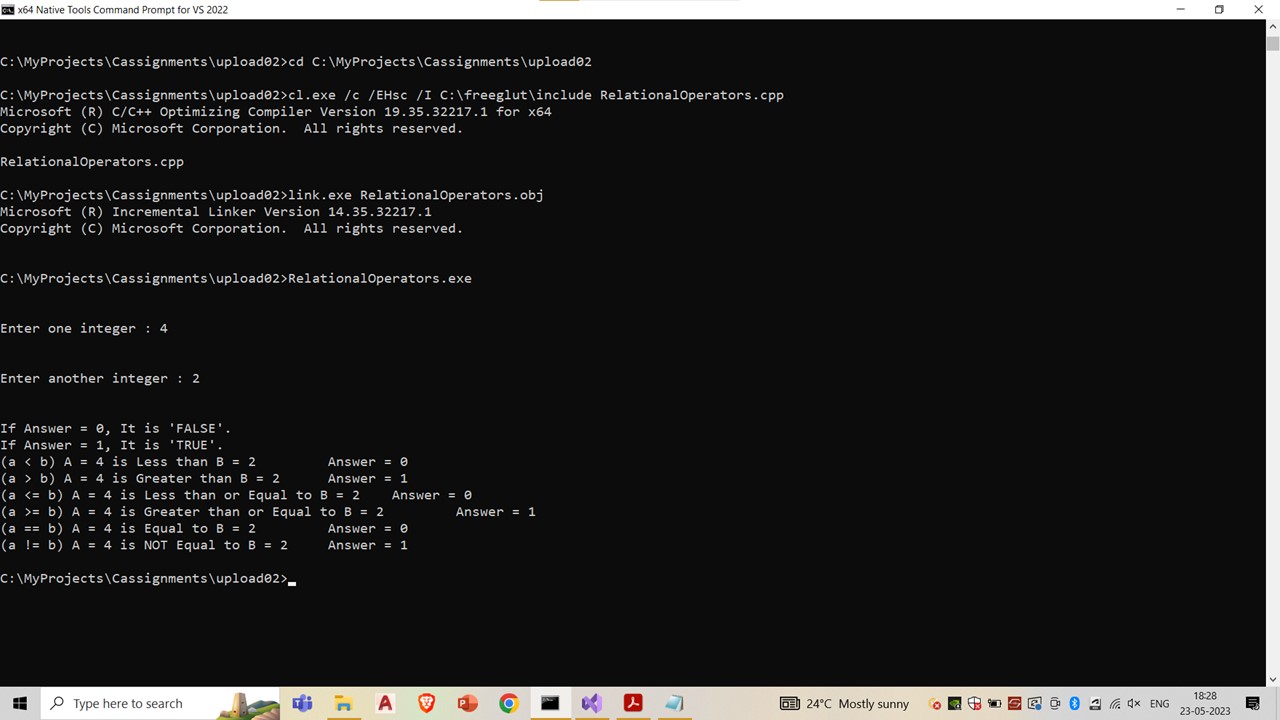 x64 Native Tools Command Prompt for VS 2022
C:\MyProjects\Cassignments\upload02>cd C:\MyProjects\Cassignments\upload02
C:\MyProjects\Cassignments\upload02>cl.exe /c /EHsc /I C:\freeglut\include RelationalOperators.cpp
Microsoft (R) C/C++ Optimizing Compiler Version 19.35.32217.1 for x64
Copyright (C) Microsoft Corporation.  All rights reserved.
RelationalOperators.cpp
C:\MyProjects\Cassignments\upload02>link.exe RelationalOperators.obj
Microsoft (R) Incremental Linker Version 14.35.32217.1
Copyright (C) Microsoft Corporation.  All rights reserved.
C:\MyProjects\Cassignments\upload02>RelationalOperators.exe
Enter one integer : 4
Enter another integer : 2
If Answer = 0, It is 'FALSE'.
If Answer = 1, It is 'TRUE'.
(a < b) A = 4 is Less than B = 2         Answer = 0
(a > b) A = 4 is Greater than B = 2      Answer = 1
(a <= b) A = 4 is Less than or Equal to B = 2    Answer = 0
(a >= b) A = 4 is Greater than or Equal to B = 2         Answer = 1
(a == b) A = 4 is Equal to B = 2         Answer = 0
(a != b) A = 4 is NOT Equal to B = 2     Answer = 1
C:\MyProjects\Cassignments\upload02>
Type here to search
24°C Mostly sunny
ENG
18:28
23-05-2023